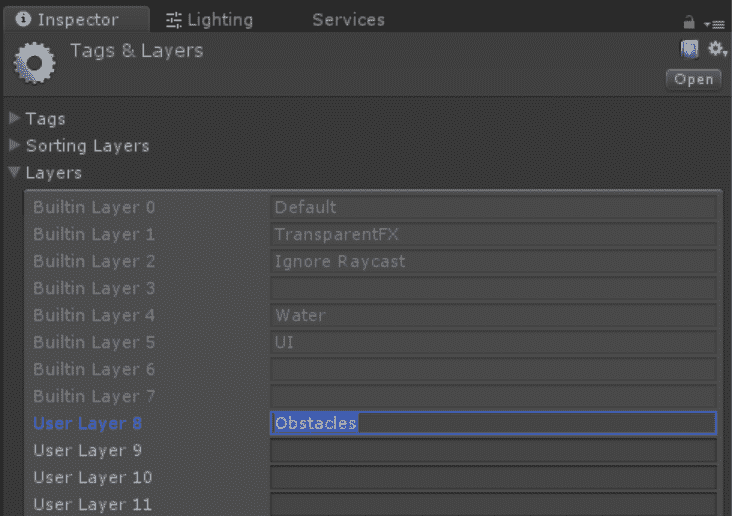 Inspector Lighting Services
Tags & Layers
Open
Tags
Sorting Layers
Layers
Builtin Layer 0 Default
Builtin Layer 1 TransparentFX
Builtin Layer 2 Ignore Raycast
Builtin Layer 3
Builtin Layer 4 Water
Builtin Layer 5 UI
Builtin Layer 6
Builtin Layer 7
User Layer 8 Obstacles
User Layer 9
User Layer 10
User Layer 11